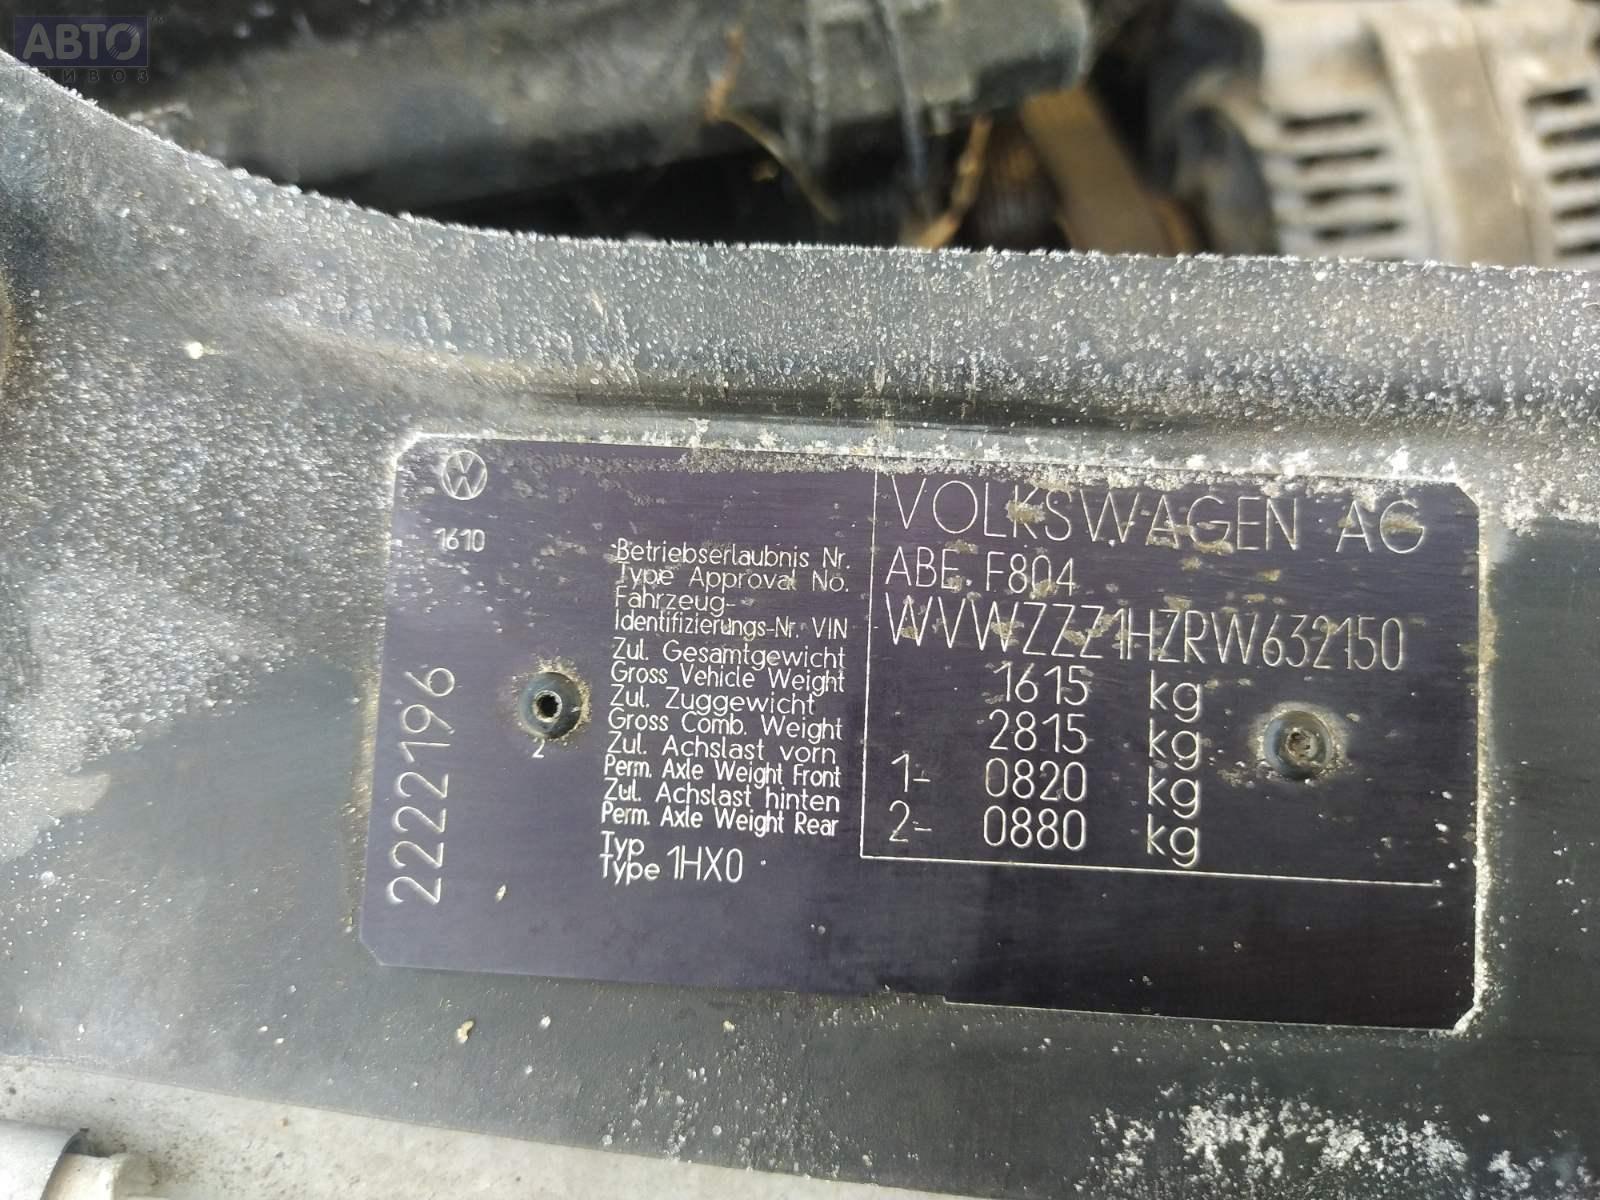 АВТО
ПРИВОЗ
1610
2222196
2
VOLKSWAGEN AG
Betriebserlaubnis Nr.
Type Approval No.
ABE. F804
Fahrzeug-
Identifizierungs-Nr. VIN
WVWZZZ1HZRW632150
Zul. Gesamtgewicht
Gross Vehicle Weight
1615 kg
Zul. Zuggewicht
Gross Comb. Weight
2815 kg
Zul. Achslast vorn
Perm. Axle Weight Front
1- 0820 kg
Zul. Achslast hinten
Perm. Axle Weight Rear
2- 0880 kg
Typ
Type 1HX0